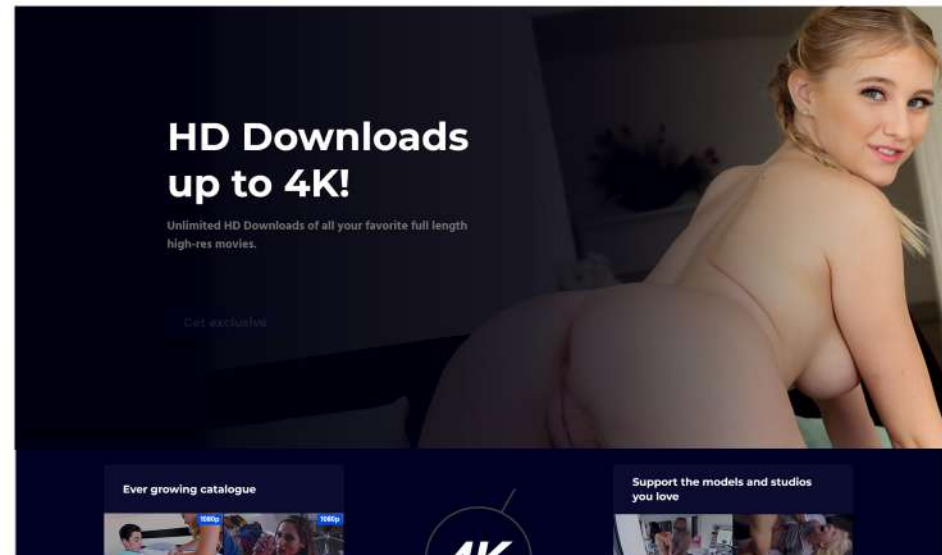 HD Downloads
up to 4K!
Unlimited HD Downloads of all your favorite full length
high-res movies.
Get exclusive
Ever growing catalogue
1080p
1080p
4K
Support the models and studios
you love